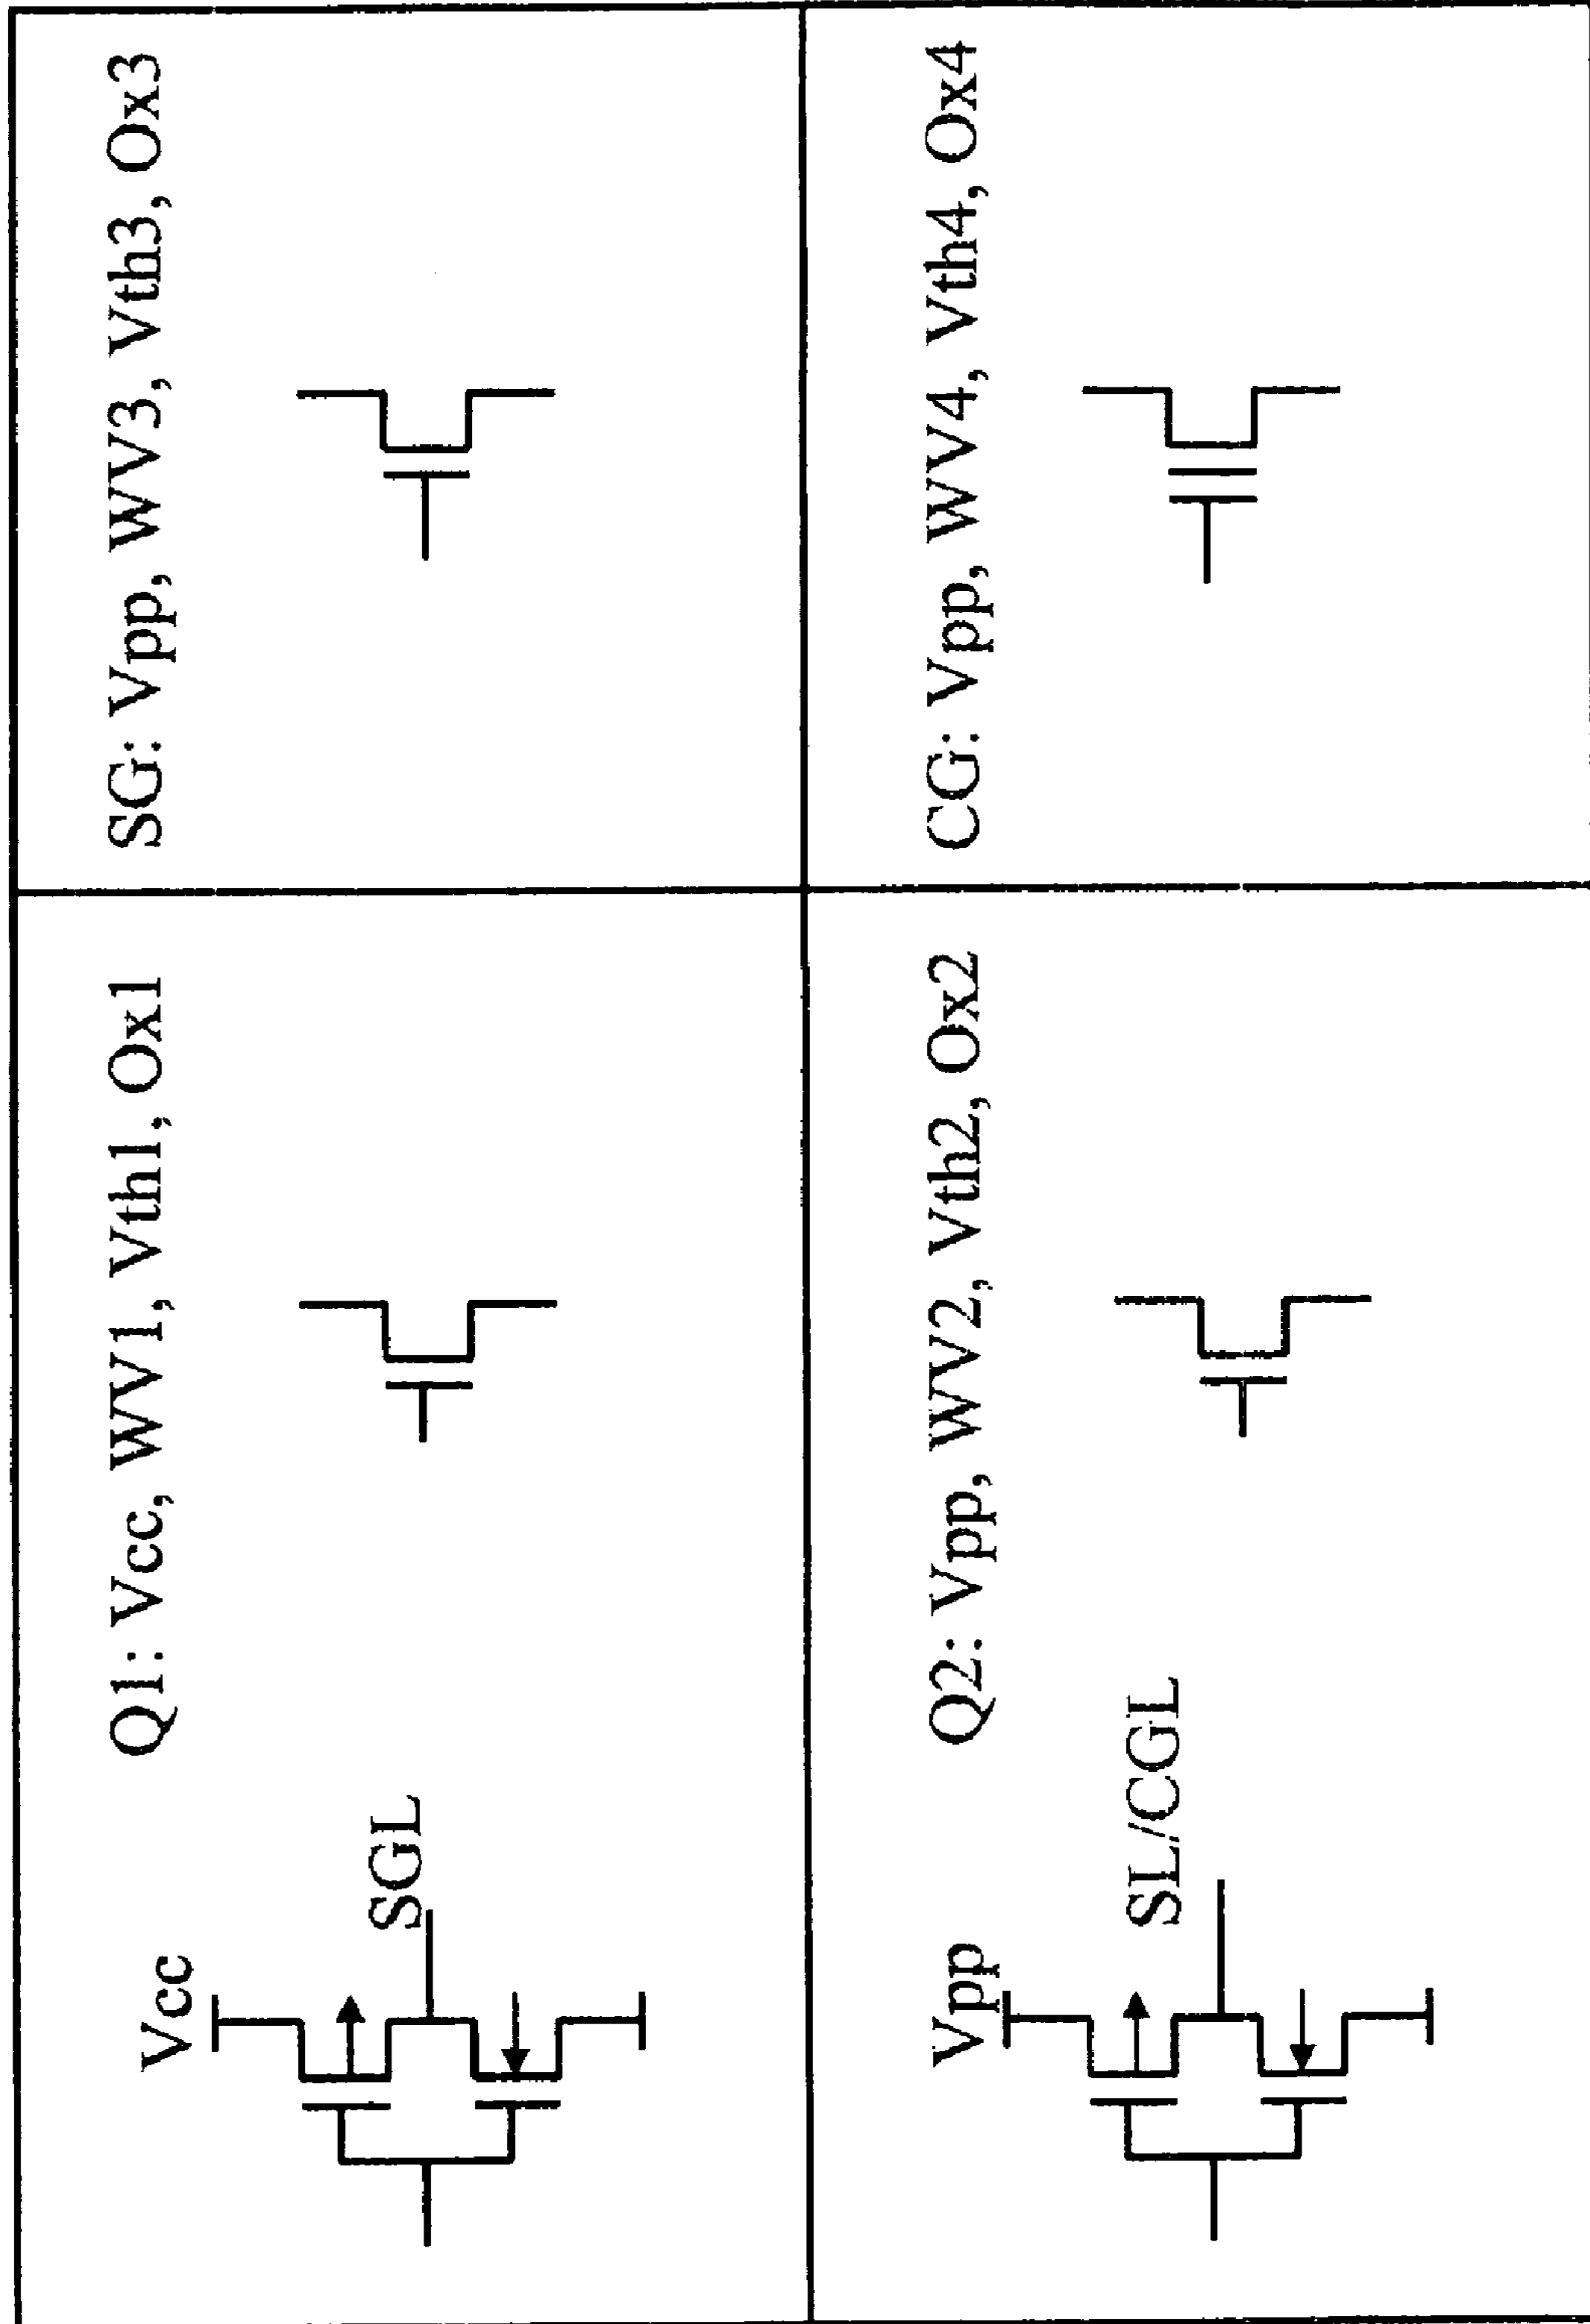 Vcc
Q1: Vcc, WV1, Vth1, Ox1
SGL
SG: Vpp, WV3, Vth3, Ox3
Vpp
Q2: Vpp, WV2, Vth2, Ox2
SL/CGL
CG: Vpp, WV4, Vth4, Ox4